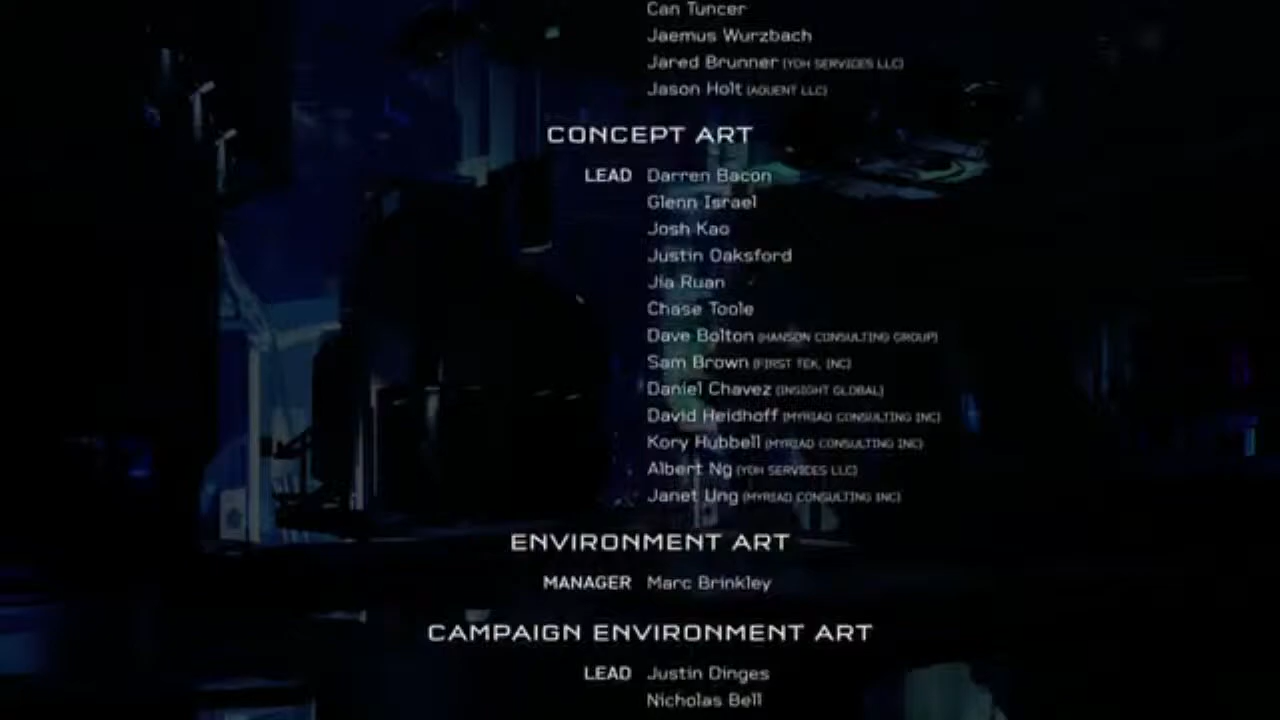 Can Tuncer
Jaemus Wurzbach
Jared Brunner (YOH SERVICES LLC)
Jason Holt (AQUENT LLC)
CONCEPT ART
LEAD Darren Bacon
Glenn Israel
Josh Kao
Justin Oaksford
Jia Ruan
Chase Toole
Dave Bolton (HANSON CONSULTING GROUP)
Sam Brown (FIRST TEK, INC)
Daniel Chavez (INSIGHT GLOBAL)
David Heidhoff (MYRIAD CONSULTING INC)
Kory Hubbell (MYRIAD CONSULTING INC)
Albert Ng (YOH SERVICES LLC)
Janet Ung (MYRIAD CONSULTING INC)
ENVIRONMENT ART
MANAGER Marc Brinkley
CAMPAIGN ENVIRONMENT ART
LEAD Justin Dinges
Nicholas Bell